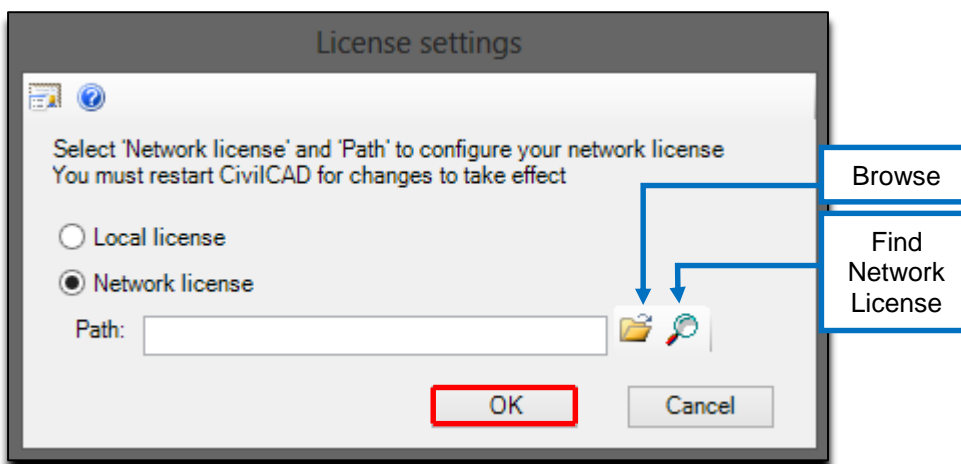 License settings
Select 'Network license' and 'Path' to configure your network license
You must restart CivilCAD for changes to take effect
Browse
Local license
Find
Network
License
Network license
Path:
OK
Cancel